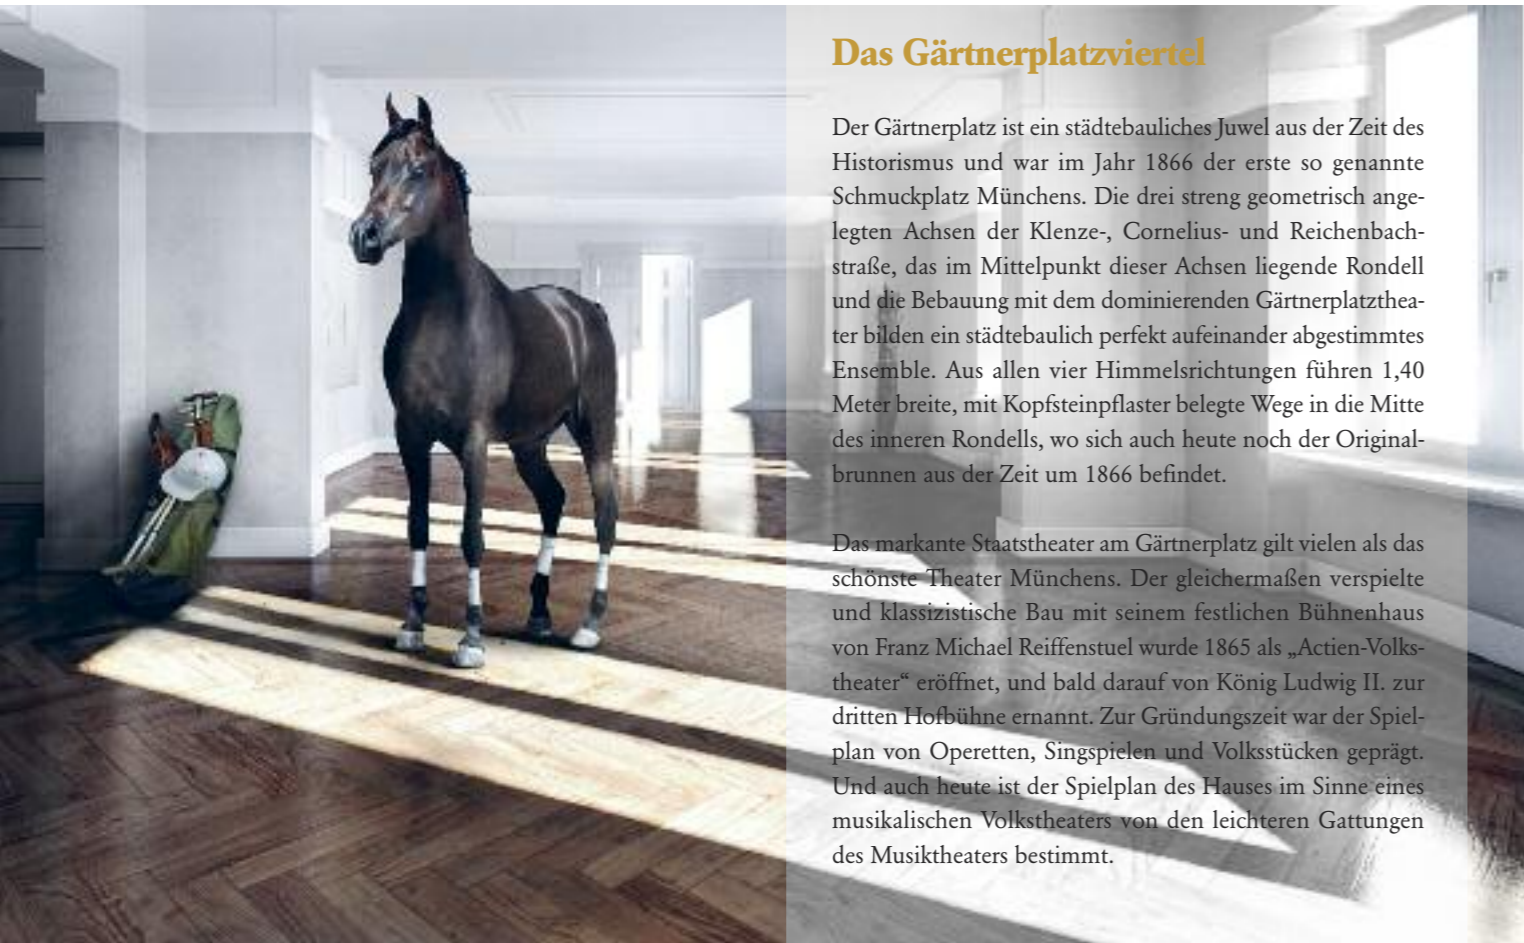 Das Gärtnerplatzviertel
Der Gärtnerplatz ist ein städtebauliches Juwel aus der Zeit des
Historismus und war im Jahr 1866 der erste so genannte
Schmuckplatz Münchens. Die drei streng geometrisch ange-
legten Achsen der Klenze-, Cornelius- und Reichenbach-
straße, das im Mittelpunkt dieser Achsen liegende Rondell
und die Bebauung mit dem dominierenden Gärtnerplatzthea-
ter bilden ein städtebaulich perfekt aufeinander abgestimmtes
Ensemble. Aus allen vier Himmelsrichtungen führen 1,40
Meter breite, mit Kopfsteinpflaster belegte Wege in die Mitte
des inneren Rondells, wo sich auch heute noch der Original-
brunnen aus der Zeit um 1866 befindet.
Das markante Staatstheater am Gärtnerplatz gilt vielen als das
schönste Theater Münchens. Der gleichermaßen verspielte
und klassizistische Bau mit seinem festlichen Bühnenhaus
von Franz Michael Reiffenstuel wurde 1865 als „Actien-Volks-
theater“ eröffnet, und bald darauf von König Ludwig II. zur
dritten Hofbühne ernannt. Zur Gründungszeit war der Spiel-
plan von Operetten, Singspielen und Volksstücken geprägt.
Und auch heute ist der Spielplan des Hauses im Sinne eines
musikalischen Volkstheaters von den leichteren Gattungen
des Musiktheaters bestimmt.